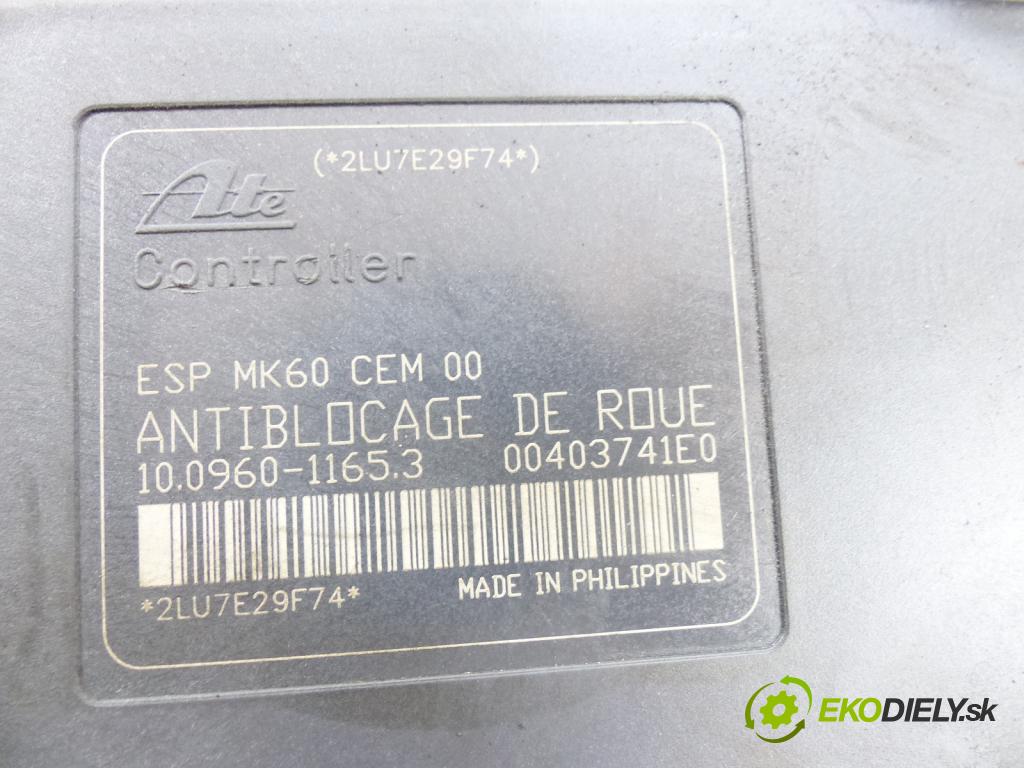 (*2LU7E29F74*)
Ate
Controller
ESP MK60 CEM 00
ANTIBLOCAGE DE ROUE
10.0960-1165.3 00403741E0
*2LU7E29F74*
MADE IN PHILIPPINES
EKODIELY.sk